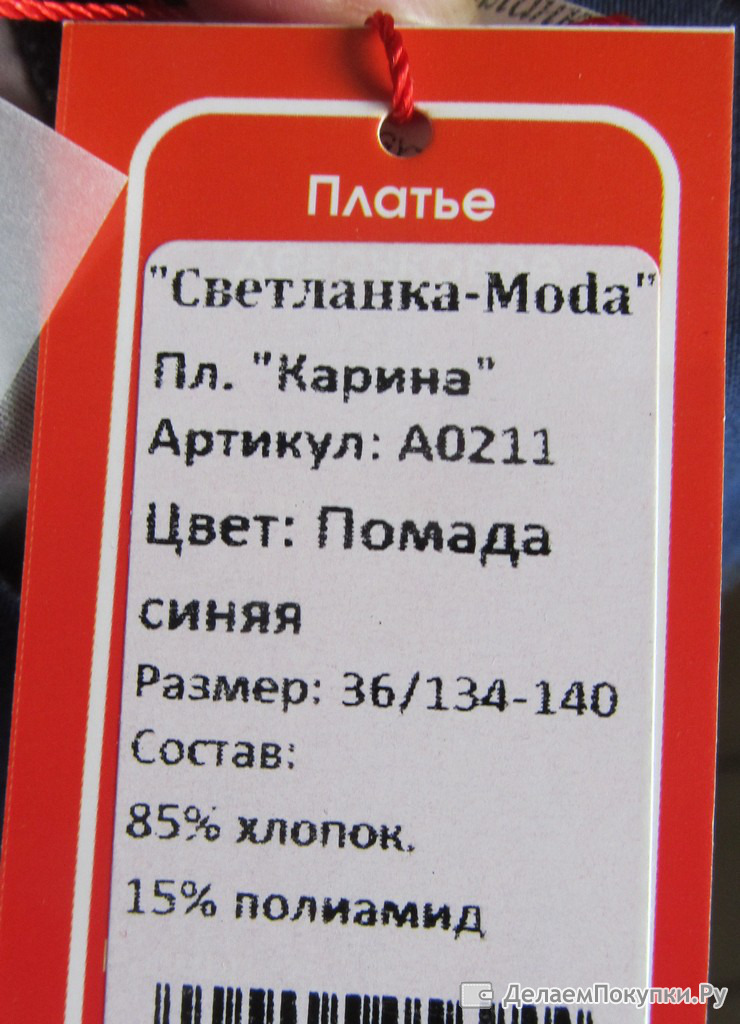 Платье
"Светланка-Moda"
Пл. "Карина"
Артикул: А0211
Цвет: Помада
синяя
Размер: 36/134-140
Состав:
85% хлопок.
15% полиамид
ДелаемПокупки.Ру